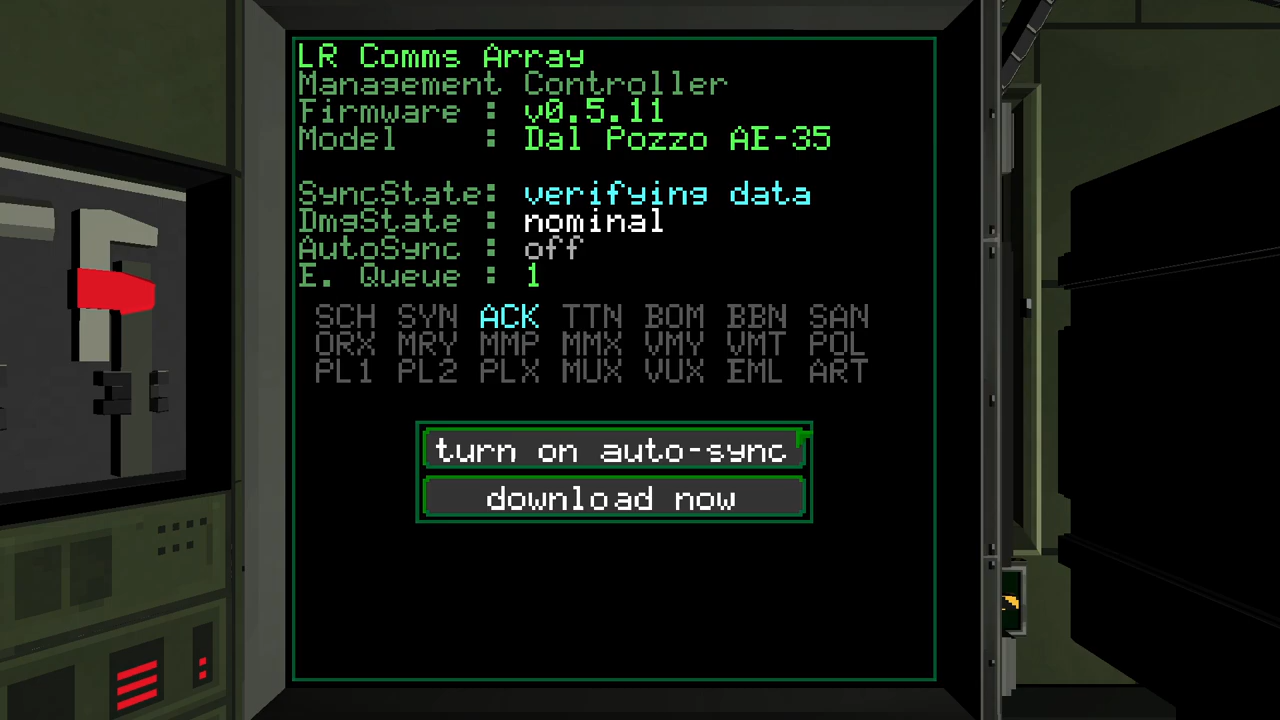 LR Comms Array
Management Controller
Firmware : v0.5.11
Model : Dal Pozzo AE-35
SyncState: verifying data
DmgState : nominal
AutoSync : off
E. Queue : 1
SCH SYN ACK TTN BOM BBN SAN
ORX MRY MMP MMX VMY VMT POL
PL1 PL2 PLX MUX VUX EML ART
turn on auto-sync
download now